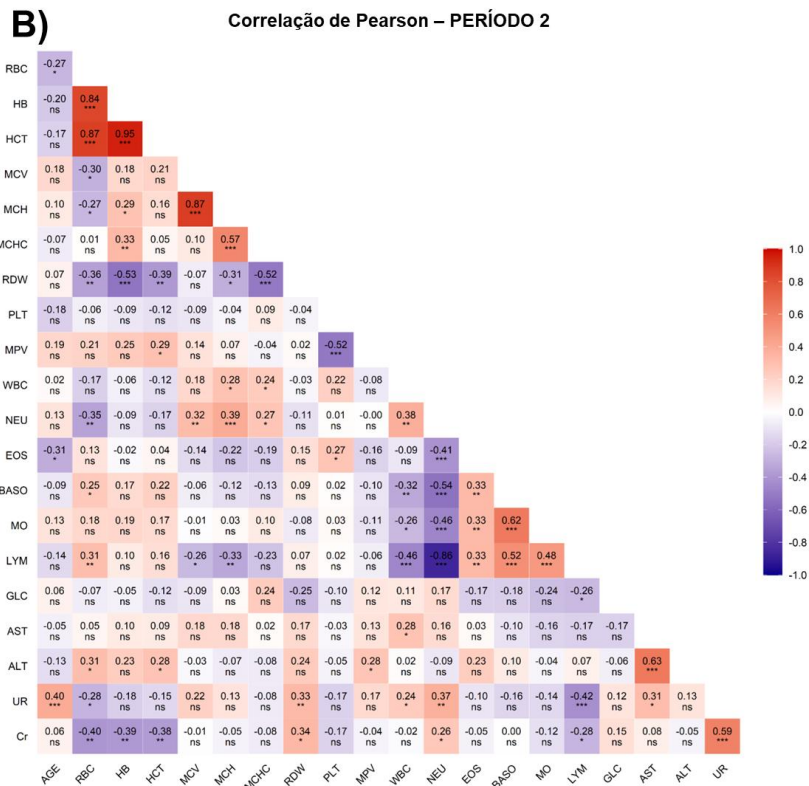 B)
Correlação de Pearson – PERÍODO 2
RBC -0.27
*
HB -0.20 0.84
ns ***
HCT -0.17 0.87 0.95
ns *** ***
MCV 0.18 -0.30 0.18 0.21
ns * ns ns
MCH 0.10 -0.27 0.29 0.16 0.87
ns * * ns ***
MCHC -0.07 0.01 0.33 0.05 0.10 0.57
ns ns ** ns ns ***
RDW 0.07 -0.36 -0.53 -0.39 -0.07 -0.31 -0.52
ns ** *** ** ns * ***
PLT -0.18 -0.06 -0.09 -0.12 -0.09 -0.04 0.09 -0.04
ns ns ns ns ns ns ns ns
MPV 0.19 0.21 0.25 0.29 0.14 0.07 -0.04 0.02 -0.52
ns ns ns * ns ns ns ns ***
WBC 0.02 -0.17 -0.06 -0.12 0.18 0.28 0.24 -0.03 0.22 -0.08
ns ns ns ns ns * * ns ns ns
NEU 0.13 -0.35 -0.09 -0.17 0.32 0.39 0.27 -0.11 0.01 -0.00 0.38
ns ** ns ns ** *** * ns ns ns **
EOS -0.31 0.13 -0.02 0.04 -0.14 -0.22 -0.19 0.15 0.27 -0.16 -0.09 -0.41
* ns ns ns ns ns ns ns * ns ns ***
BASO -0.09 0.25 0.17 0.22 -0.06 -0.12 -0.13 0.09 0.02 -0.10 -0.32 -0.54 0.33
ns * ns ns ns ns ns ns ns ns ** *** **
MO 0.13 0.18 0.19 0.17 -0.01 0.03 0.10 -0.08 0.03 -0.11 -0.26 -0.46 0.33 0.62
ns ns ns ns ns ns ns ns ns ns * *** ** ***
LYM -0.14 0.31 0.10 0.16 -0.26 -0.33 -0.23 0.07 0.02 -0.06 -0.46 -0.86 0.33 0.52 0.48
ns ** ns ns * ** ns ns ns ns *** *** ** *** ***
GLC 0.06 -0.07 -0.05 -0.12 -0.09 0.03 0.24 -0.25 -0.10 0.12 0.11 0.17 -0.17 -0.18 -0.24 -0.26
ns ns ns ns ns ns ns ns ns ns ns ns ns ns ns *
AST -0.05 0.05 0.10 0.09 0.18 0.18 0.02 0.17 -0.03 0.13 0.28 0.16 0.03 -0.10 -0.16 -0.17 -0.17
ns ns ns ns ns ns ns ns ns ns * ns ns ns ns ns ns
ALT -0.13 0.31 0.23 0.28 -0.03 -0.07 -0.08 0.24 -0.05 0.28 0.02 -0.09 0.23 0.10 -0.04 0.07 -0.06 0.63
ns * ns * ns ns ns ns ns * ns ns ns ns ns ns ns ***
UR 0.40 -0.28 -0.18 -0.15 0.22 0.13 -0.08 0.33 -0.17 0.17 0.24 0.37 -0.10 -0.16 -0.14 -0.42 0.12 0.31 0.13
*** * ns ns ns ns ns ** ns ns * ** ns ns ns *** ns * ns
Cr 0.06 -0.40 -0.39 -0.38 -0.01 -0.05 -0.08 0.34 -0.17 -0.04 -0.02 0.26 -0.05 0.00 -0.12 -0.28 0.15 0.08 -0.05 0.59
ns ** ** ** ns ns ns * ns ns ns * ns ns ns * ns ns ns ***
AGE RBC HB HCT MCV MCH MCHC RDW PLT MPV WBC NEU EOS BASO MO LYM GLC AST ALT UR
1.0
0.8
0.6
0.4
0.2
0.0
-0.2
-0.4
-0.6
-0.8
-1.0